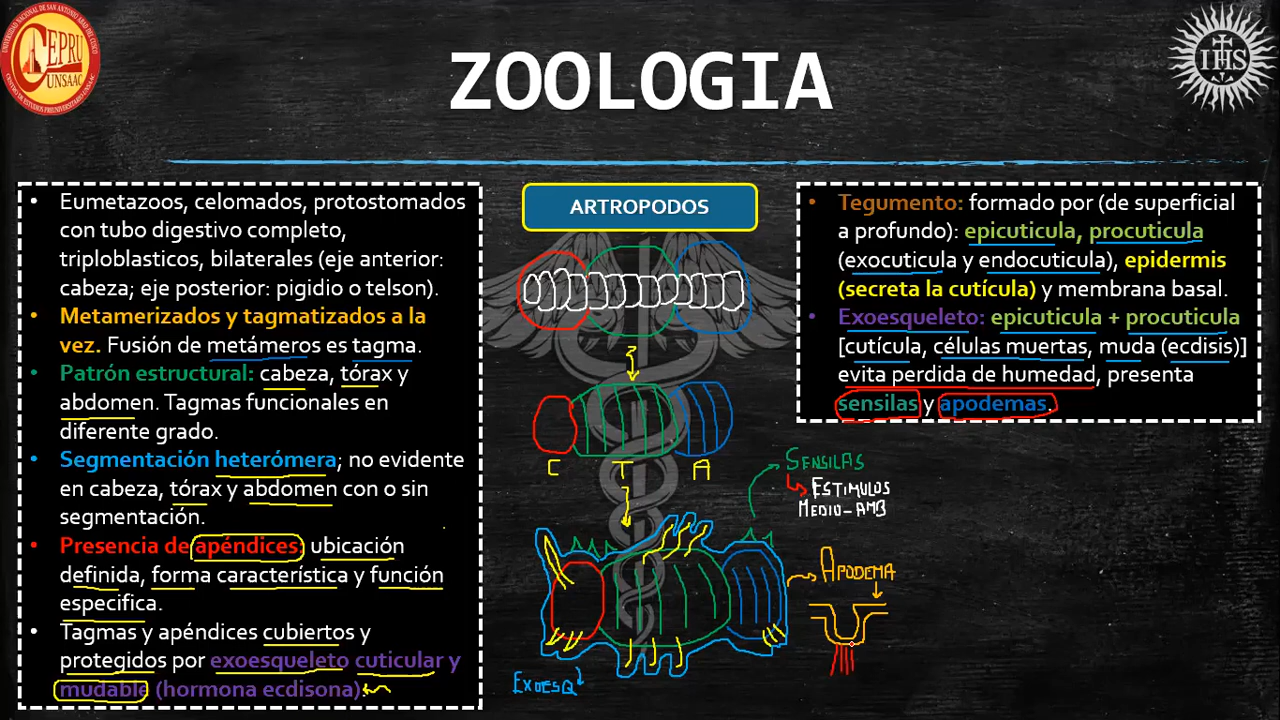 ZOOLOGIA
CEPRU
UNSAAC
IHS
• Eumetazoos, celomados, protostomados
con tubo digestivo completo,
triploblasticos, bilaterales (eje anterior:
cabeza; eje posterior: pigidio o telson).
• Metamerizados y tagmatizados a la
vez. Fusión de metámeros es tagma.
• Patrón estructural: cabeza, tórax y
abdomen. Tagmas funcionales en
diferente grado.
• Segmentación heterómera; no evidente
en cabeza, tórax y abdomen con o sin
segmentación.
• Presencia de apéndices: ubicación
definida, forma característica y función
especifica.
• Tagmas y apéndices cubiertos y
protegidos por exoesqueleto cuticular y
mudable (hormona ecdisona).
ARTROPODOS
C T A
SENSILAS
ESTIMULOS
MEDIO-AMB
APODEMA
EXOESQ
• Tegumento: formado por (de superficial
a profundo): epicuticula, procuticula
(exocuticula y endocuticula), epidermis
(secreta la cutícula) y membrana basal.
• Exoesqueleto: epicuticula + procuticula
[cutícula, células muertas, muda (ecdisis)]
evita perdida de humedad, presenta
sensilas y apodemas.